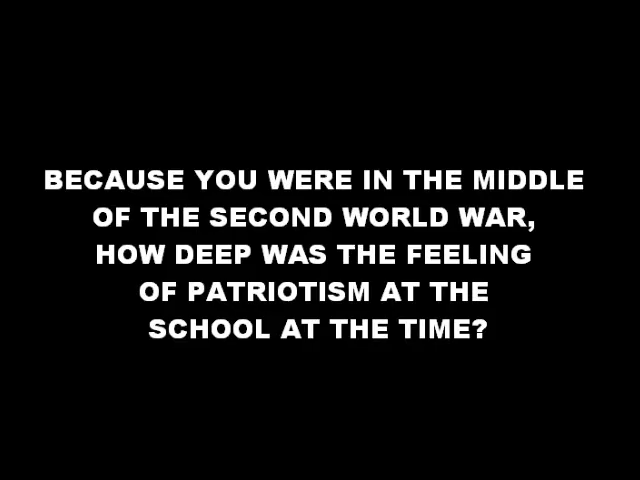 BECAUSE YOU WERE IN THE MIDDLE
OF THE SECOND WORLD WAR,
HOW DEEP WAS THE FEELING
OF PATRIOTISM AT THE
SCHOOL AT THE TIME?